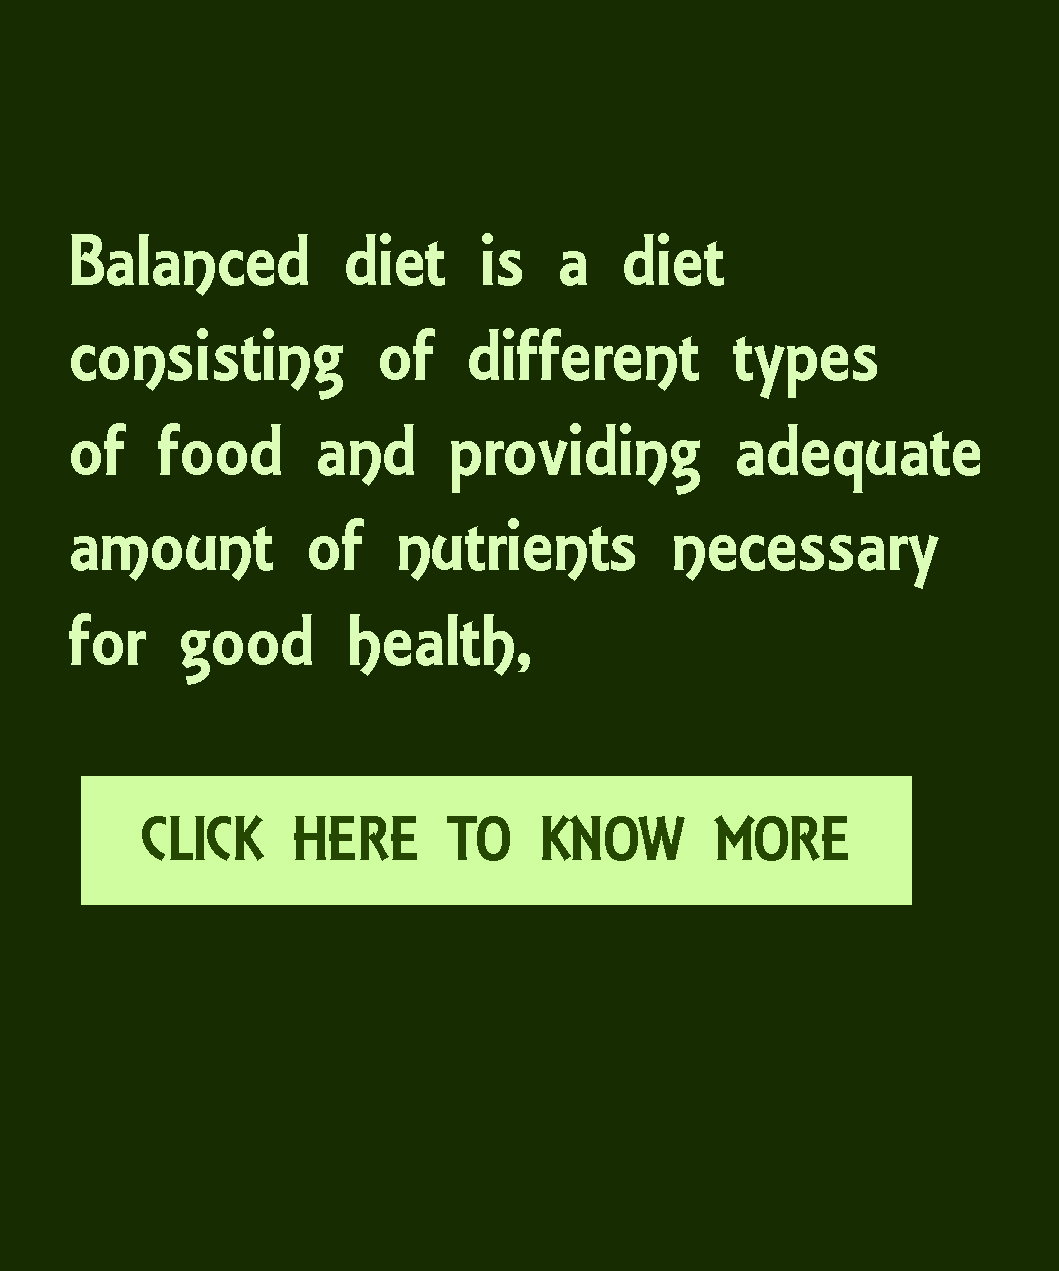 Balanced diet is a diet
consisting of different types
of food and providing adequate
amount of nutrients necessary
for good health,
CLICK HERE TO KNOW MORE